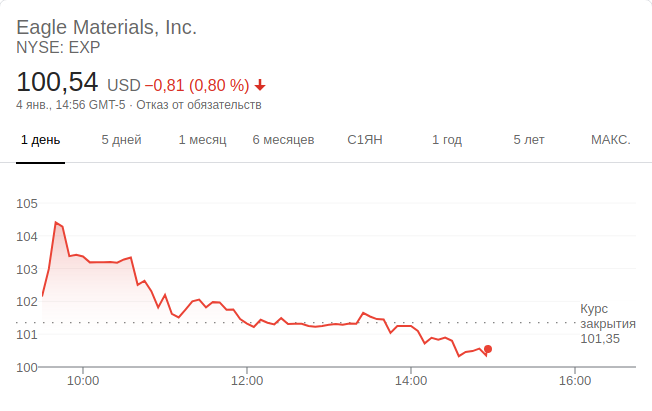 Eagle Materials, Inc.
NYSE: EXP
100,54 USD −0,81 (0,80 %)
4 янв., 14:56 GMT-5 · Отказ от обязательств
1 день 5 дней 1 месяц 6 месяцев С1ЯН 1 год 5 лет МАКС.
105
104
103
102
101
100
Курс
закрытия
101,35
10:00 12:00 14:00 16:00